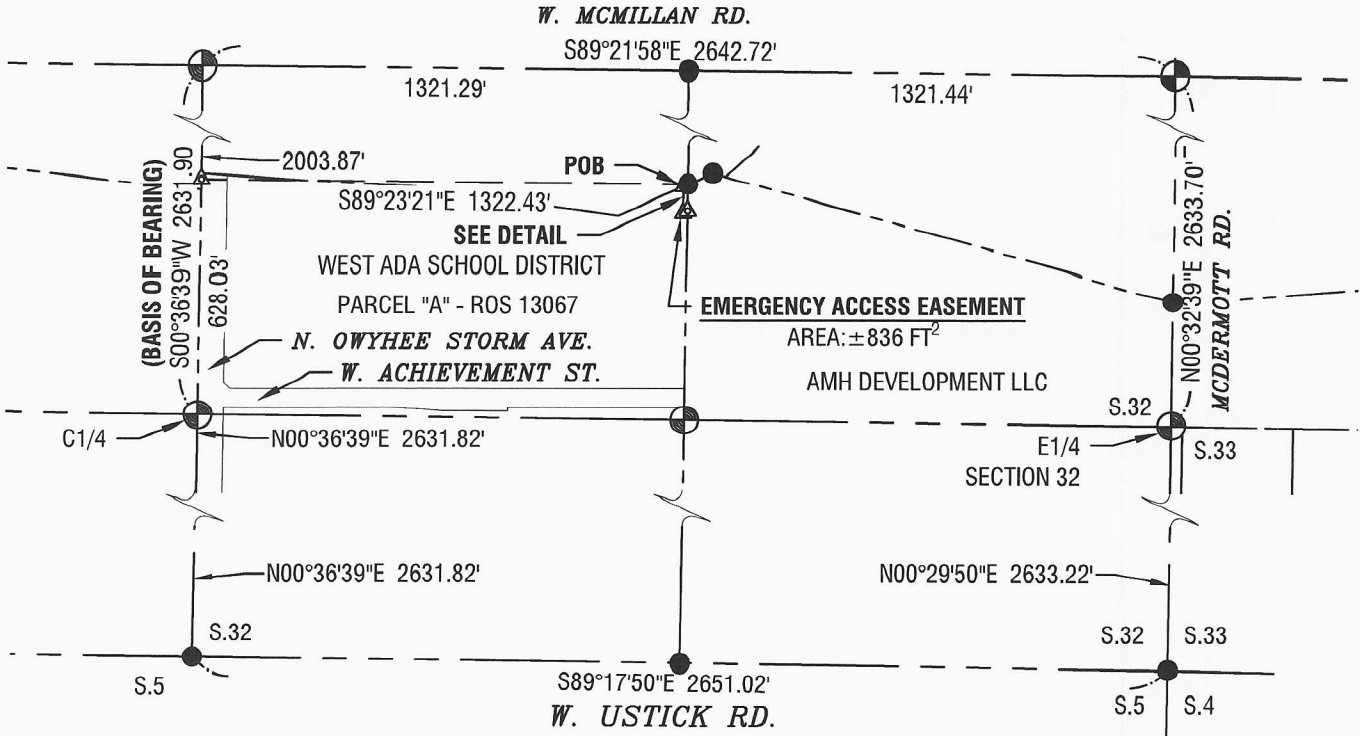 W. MCMILLAN RD.
S89°21'58"E 2642.72'
1321.29'
1321.44'
(BASIS OF BEARING)
S00°36'39"W 2631.90
2003.87'
628.03'
POB
S89°23'21"E 1322.43'
SEE DETAIL
WEST ADA SCHOOL DISTRICT
PARCEL "A" - ROS 13067
EMERGENCY ACCESS EASEMENT
AREA:±836 FT²
N. OWYHEE STORM AVE.
W. ACHIEVEMENT ST.
AMH DEVELOPMENT LLC
N00°32'39"E 2633.70'
MCDERMOTT RD.
C1/4
N00°36'39"E 2631.82'
S.32
E1/4
S.33
SECTION 32
N00°36'39"E 2631.82'
N00°29'50"E 2633.22'
S.32
S.32
S.33
S.5
S89°17'50"E 2651.02'
S.5
S.4
W. USTICK RD.